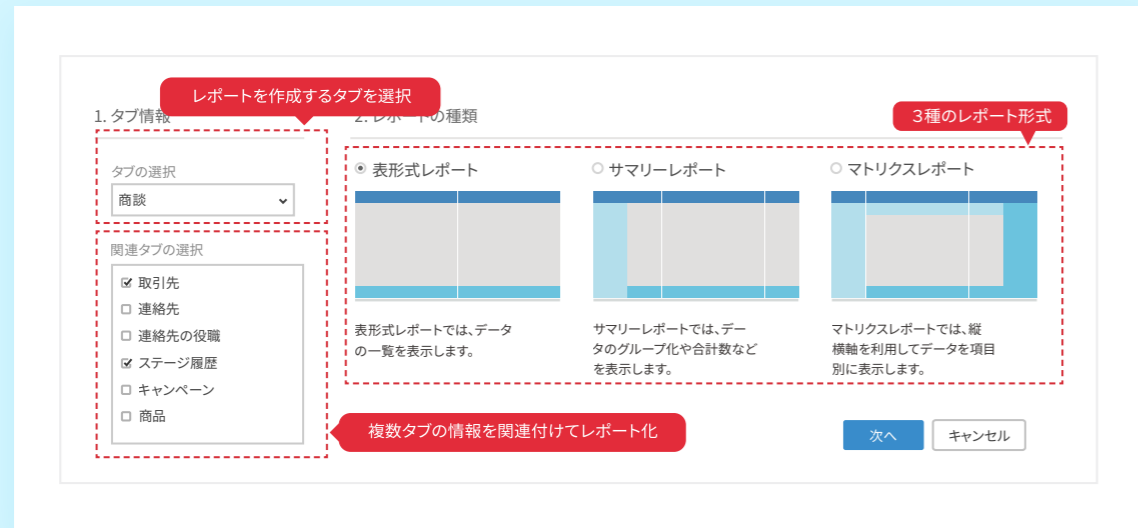 レポートを作成するタブを選択
1. タブ情報
2. レポートの種類
3種のレポート形式
タブの選択
商談
関連タブの選択
取引先
連絡先
連絡先の役職
ステージ履歴
キャンペーン
商品
複数タブの情報を関連付けてレポート化
表形式レポート
表形式レポートでは、データ
の一覧を表示します。
サマリーレポート
サマリーレポートでは、デー
タのグループ化や合計数など
を表示します。
マトリクスレポート
マトリクスレポートでは、縦
横軸を利用してデータを項目
別に表示します。
次へ
キャンセル